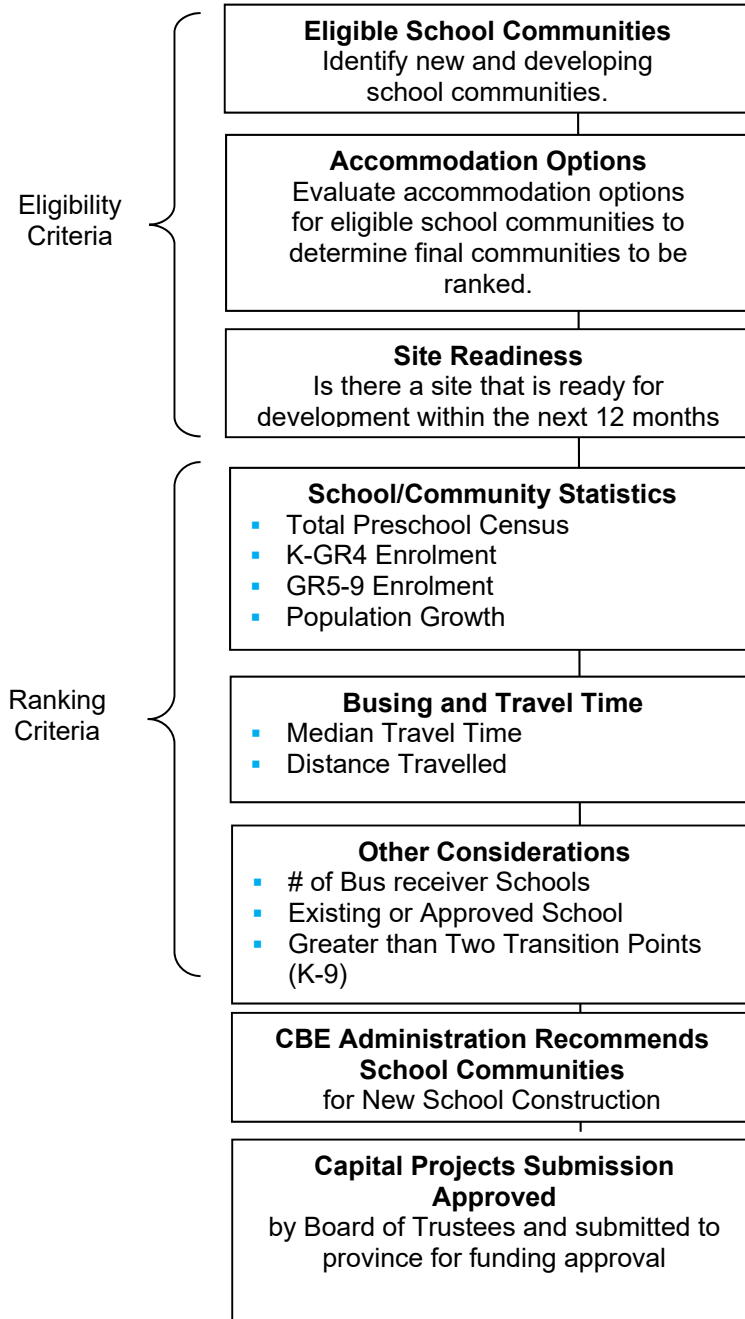 Eligible School Communities
Identify new and developing
school communities.
Accommodation Options
Evaluate accommodation options
for eligible school communities to
determine final communities to be
ranked.
Eligibility
Criteria
Site Readiness
Is there a site that is ready for
development within the next 12 months
School/Community Statistics
▪ Total Preschool Census
▪ K-GR4 Enrolment
▪ GR5-9 Enrolment
▪ Population Growth
Ranking
Criteria
Busing and Travel Time
▪ Median Travel Time
▪ Distance Travelled
Other Considerations
▪ # of Bus receiver Schools
▪ Existing or Approved School
▪ Greater than Two Transition Points
(K-9)
CBE Administration Recommends
School Communities
for New School Construction
Capital Projects Submission
Approved
by Board of Trustees and submitted to
province for funding approval